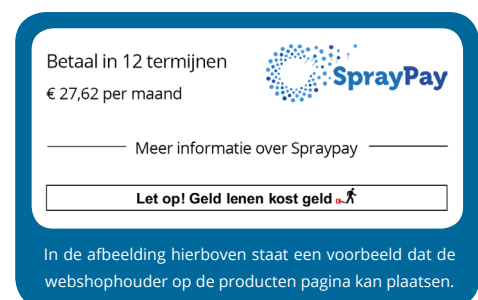 Betaal in 12 termijnen
€ 27,62 per maand
SprayPay
Meer informatie over Spraypay
Let op! Geld lenen kost geld
In de afbeelding hierboven staat een voorbeeld dat de
webshophouder op de producten pagina kan plaatsen.